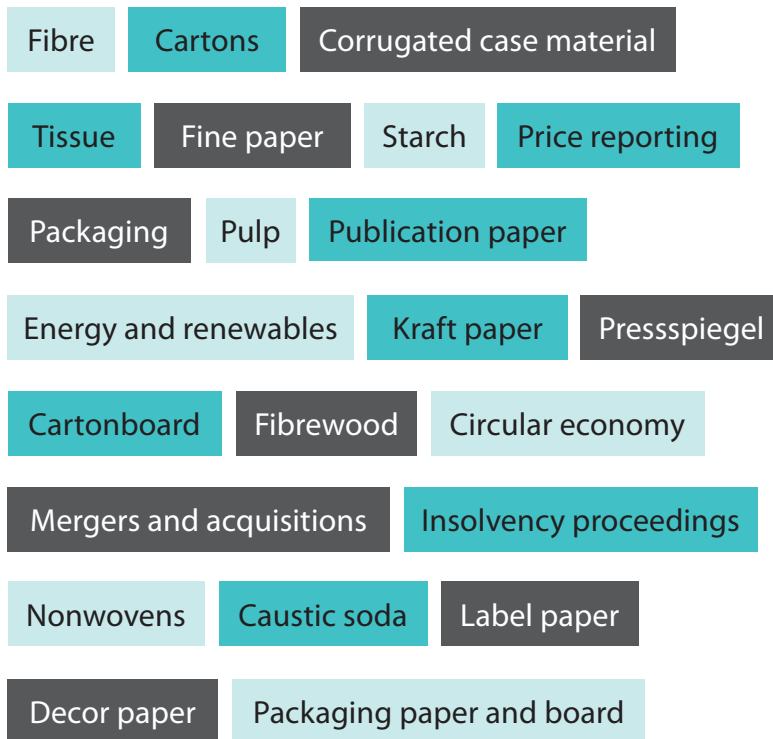 Fibre Cartons Corrugated case material
Tissue Fine paper Starch Price reporting
Packaging Pulp Publication paper
Energy and renewables Kraft paper Pressspiegel
Cartonboard Fibrewood Circular economy
Mergers and acquisitions Insolvency proceedings
Nonwovens Caustic soda Label paper
Decor paper Packaging paper and board